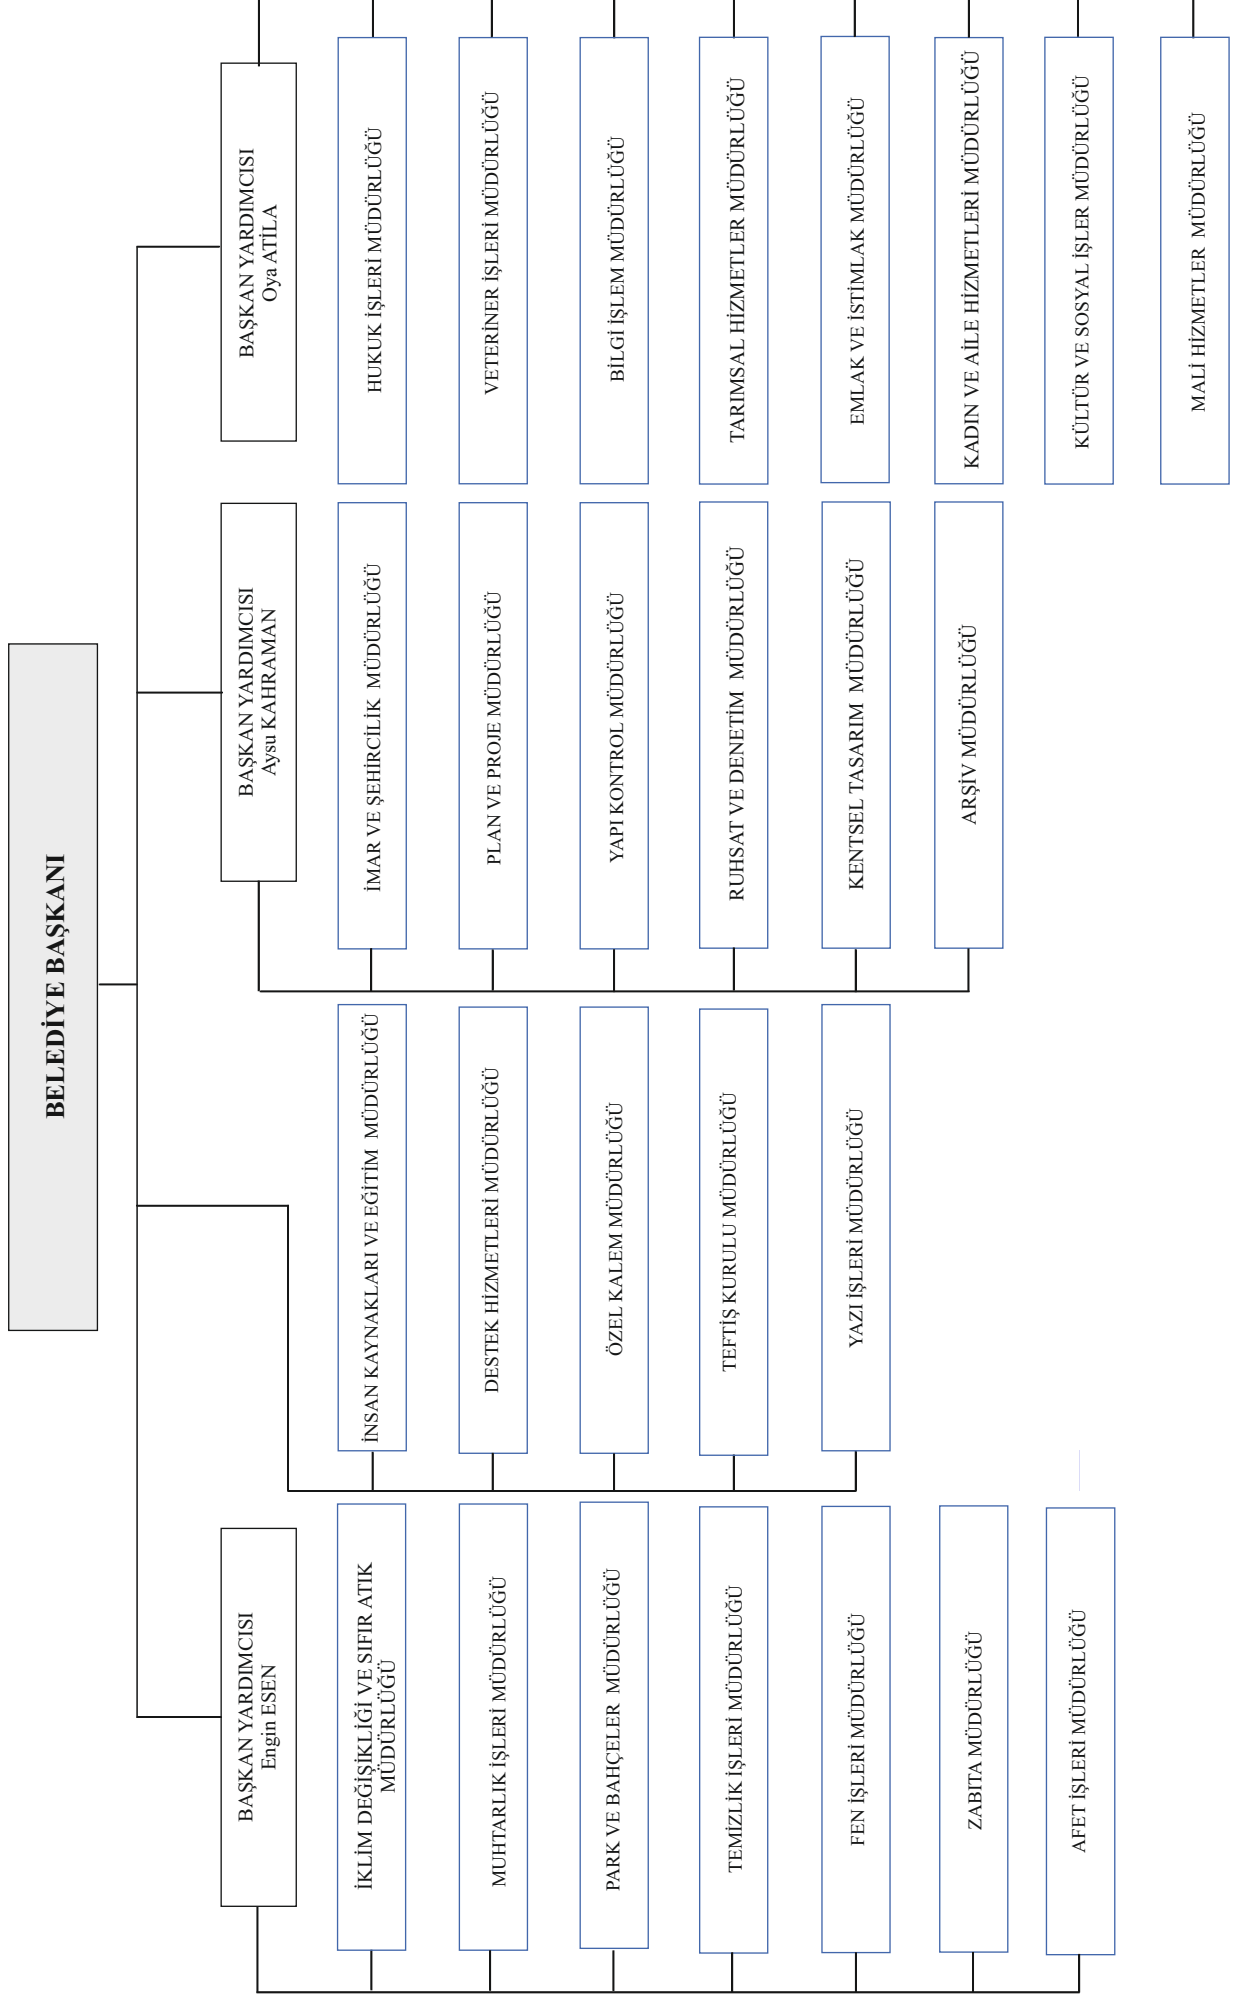 BELEDİYE BAŞKANI
BAŞKAN YARDIMCISI
Engin ESEN
İKLİM DEĞİŞİKLİĞİ VE SIFIR ATIK
MÜDÜRLÜĞÜ
MUHTARLIK İŞLERİ MÜDÜRLÜĞÜ
PARK VE BAHÇELER MÜDÜRLÜĞÜ
TEMİZLİK İŞLERİ MÜDÜRLÜĞÜ
FEN İŞLERİ MÜDÜRLÜĞÜ
ZABITA MÜDÜRLÜĞÜ
AFET İŞLERİ MÜDÜRLÜĞÜ
İNSAN KAYNAKLARI VE EĞİTİM MÜDÜRLÜĞÜ
DESTEK HİZMETLERİ MÜDÜRLÜĞÜ
ÖZEL KALEM MÜDÜRLÜĞÜ
TEFTİŞ KURULU MÜDÜRLÜĞÜ
YAZI İŞLERİ MÜDÜRLÜĞÜ
BAŞKAN YARDIMCISI
Aysu KAHRAMAN
İMAR VE ŞEHİRCİLİK MÜDÜRLÜĞÜ
PLAN VE PROJE MÜDÜRLÜĞÜ
YAPI KONTROL MÜDÜRLÜĞÜ
RUHSAT VE DENETİM MÜDÜRLÜĞÜ
KENTSEL TASARIM MÜDÜRLÜĞÜ
ARŞİV MÜDÜRLÜĞÜ
BAŞKAN YARDIMCISI
Oya ATİLA
HUKUK İŞLERİ MÜDÜRLÜĞÜ
VETERİNER İŞLERİ MÜDÜRLÜĞÜ
BİLGİ İŞLEM MÜDÜRLÜĞÜ
TARIMSAL HİZMETLER MÜDÜRLÜĞÜ
EMLAK VE İSTİMLAK MÜDÜRLÜĞÜ
KADIN VE AİLE HİZMETLERİ MÜDÜRLÜĞÜ
KÜLTÜR VE SOSYAL İŞLER MÜDÜRLÜĞÜ
MALİ HİZMETLER MÜDÜRLÜĞÜ